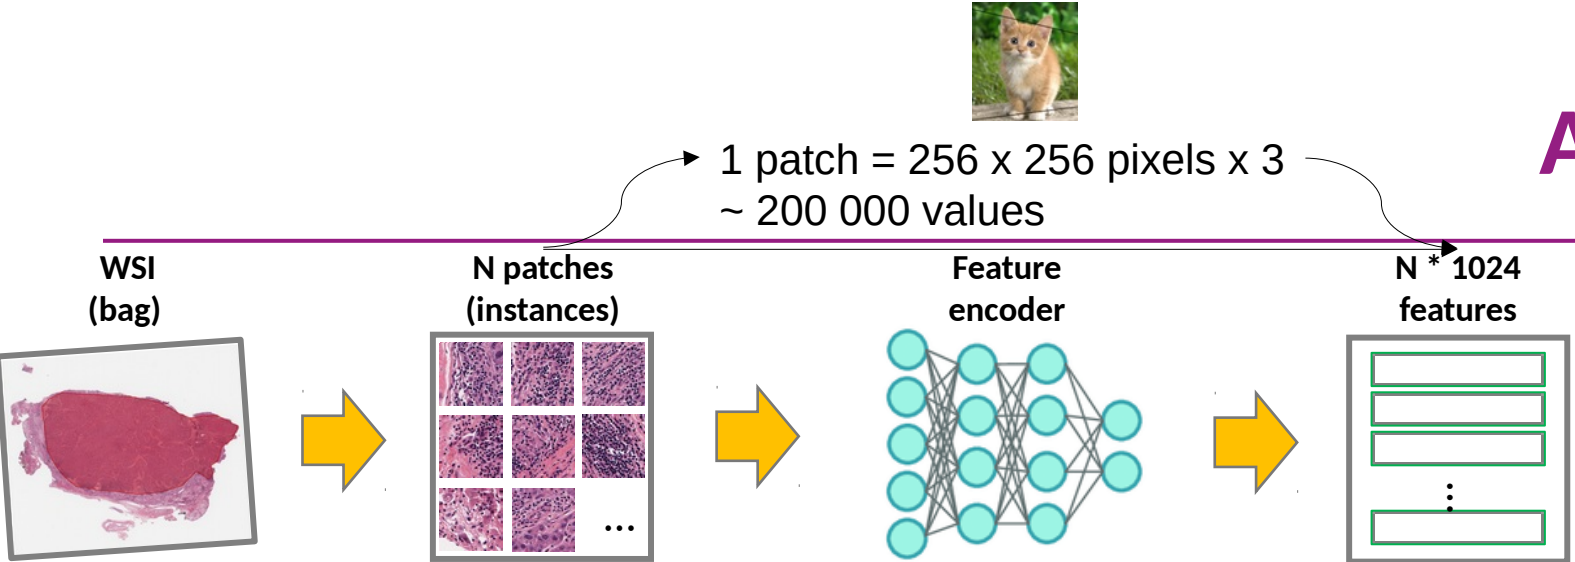 1 patch = 256 x 256 pixels x 3
~ 200 000 values
A
WSI
(bag)
N patches
(instances)
Feature
encoder
N * 1024
features
...
⋮